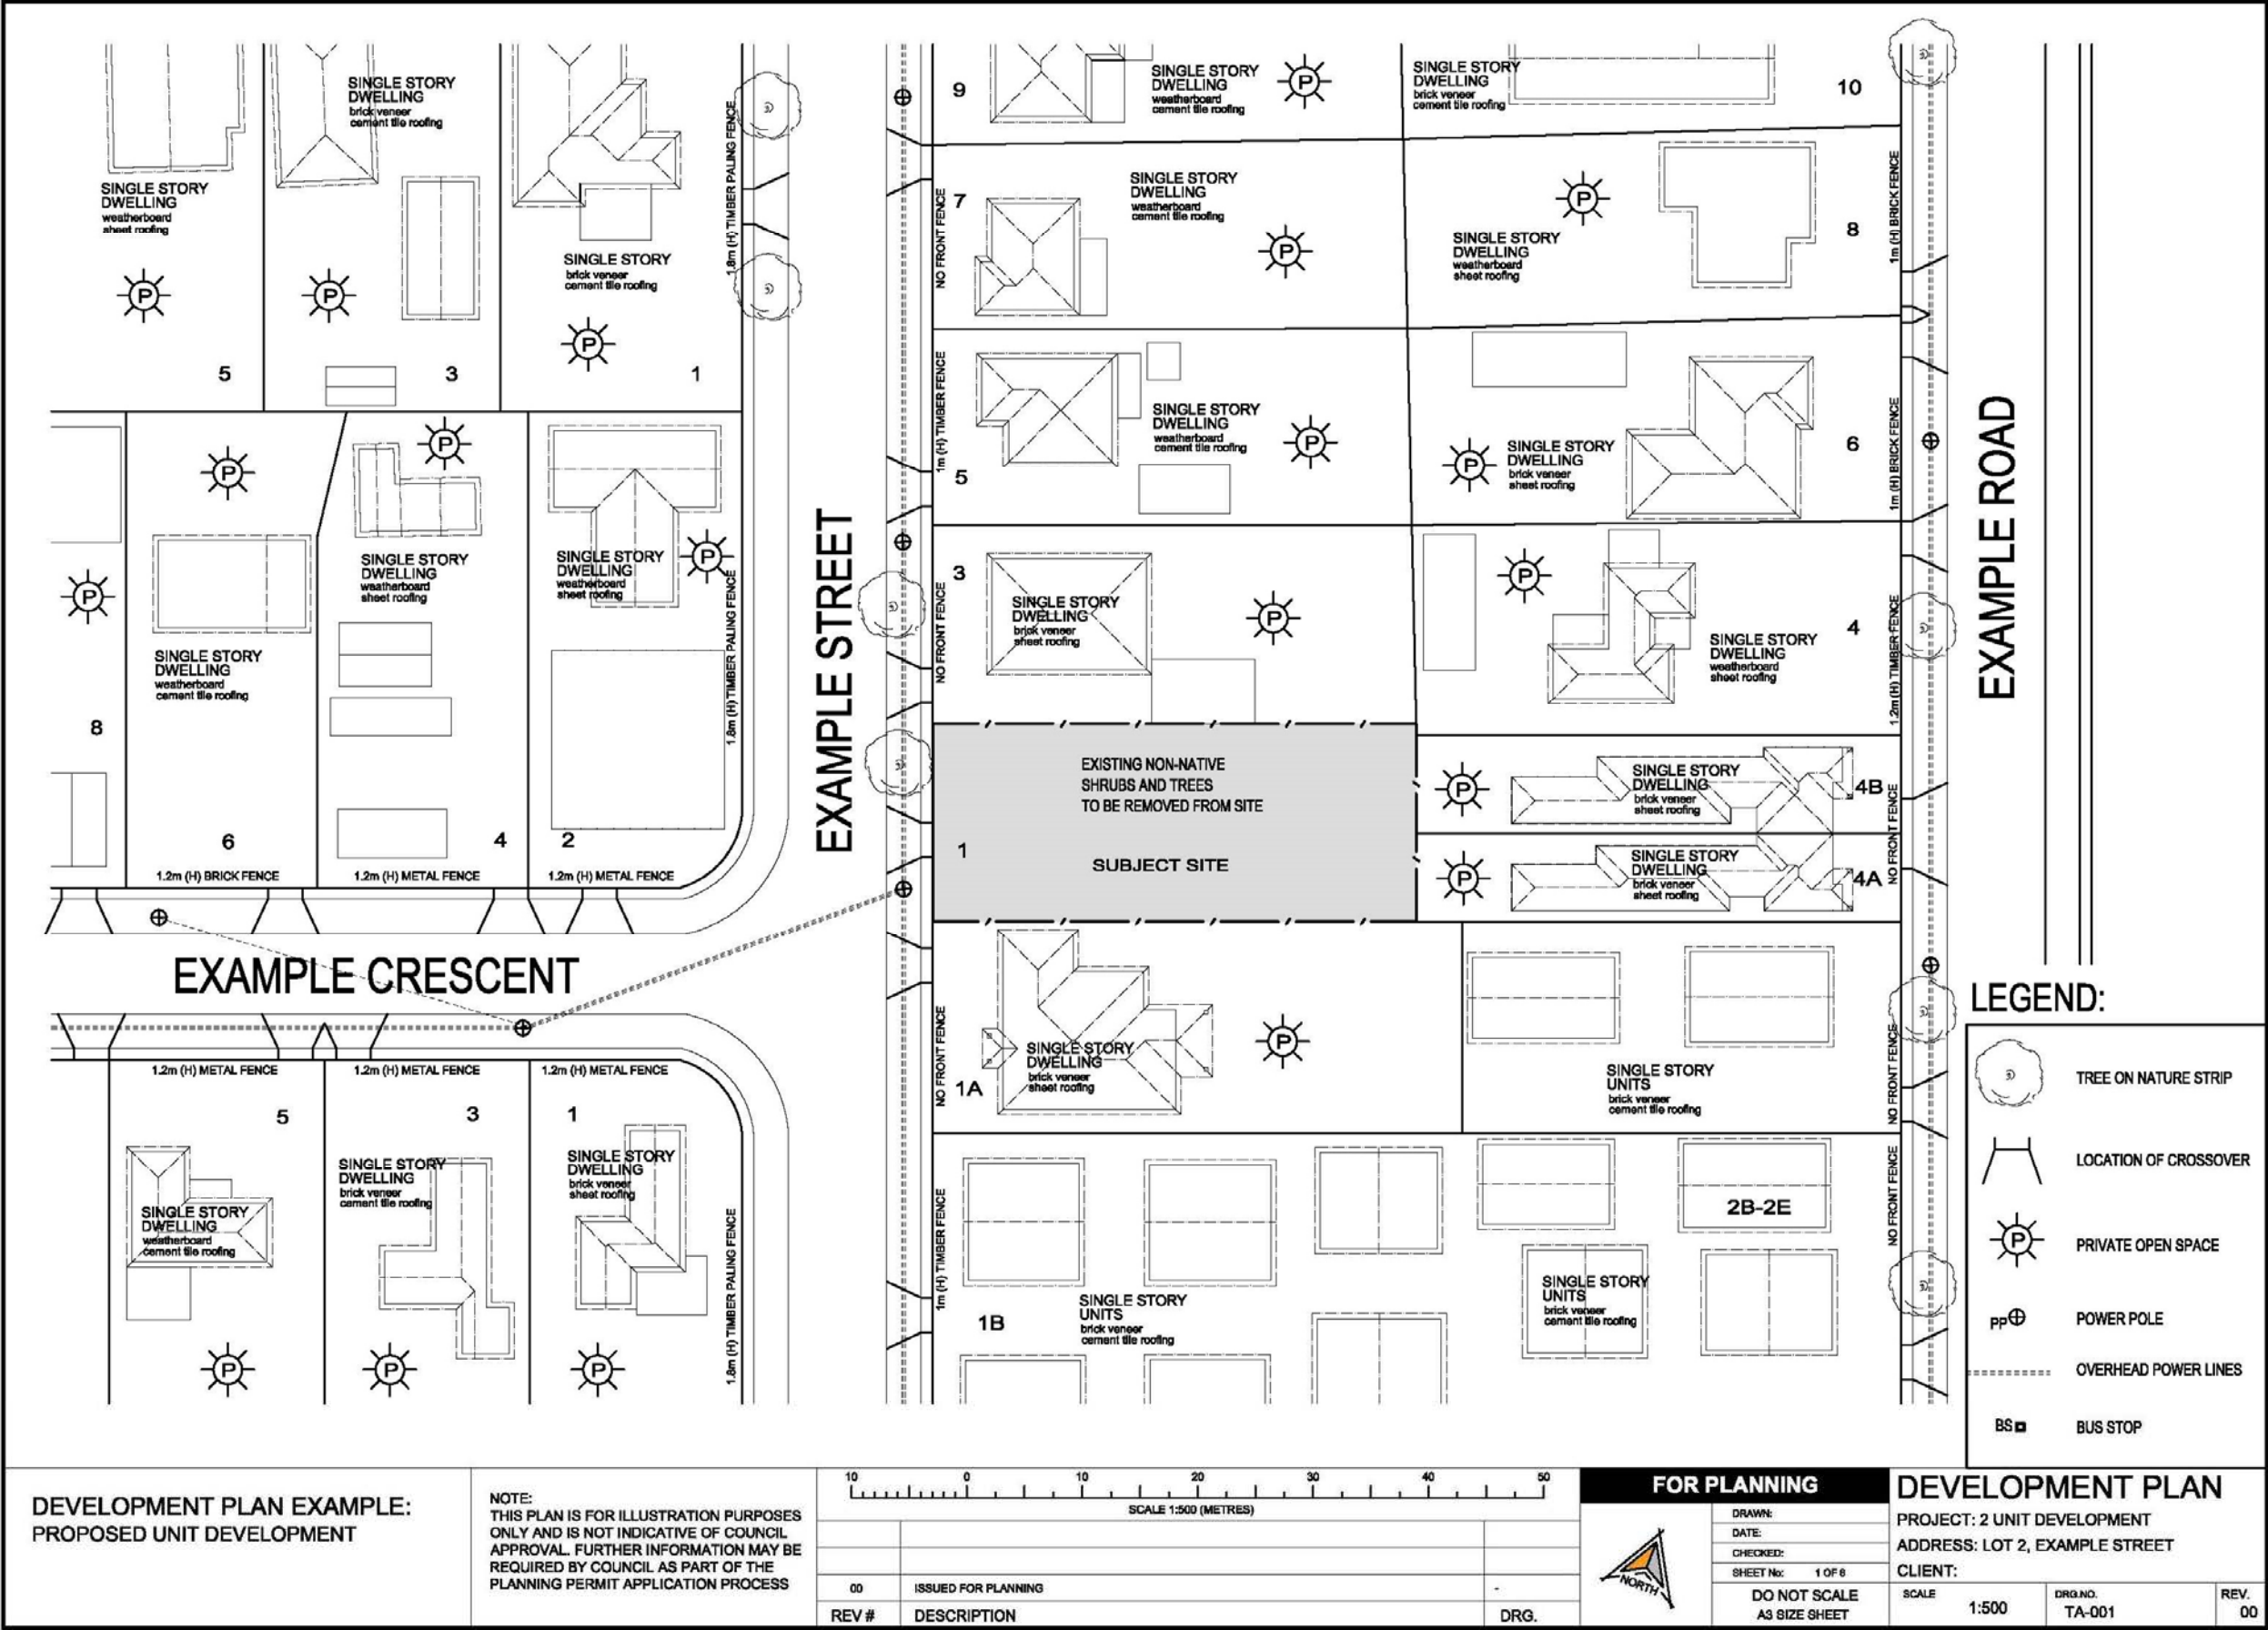 SINGLE STORY
DWELLING
weatherboard
sheet roofing
5
SINGLE STORY
DWELLING
brick veneer
cement tile roofing
3
SINGLE STORY
brick veneer
cement tile roofing
1
1.8m (H) TIMBER PALING FENCE
P
P
P
8
P
P
SINGLE STORY
DWELLING
weatherboard
cement tile roofing
6
1.2m (H) BRICK FENCE
P
SINGLE STORY
DWELLING
weatherboard
sheet roofing
4
1.2m (H) METAL FENCE
SINGLE STORY
DWELLING
weatherboard
sheet roofing
P
2
1.2m (H) METAL FENCE
1.8m (H) TIMBER PALING FENCE
EXAMPLE CRESCENT
1.2m (H) METAL FENCE
5
SINGLE STORY
DWELLING
weatherboard
cement tile roofing
P
1.2m (H) METAL FENCE
3
SINGLE STORY
DWELLING
brick veneer
cement tile roofing
P
1.2m (H) METAL FENCE
1
SINGLE STORY
DWELLING
brick veneer
sheet roofing
P
1.8m (H) TIMBER PALING FENCE
EXAMPLE STREET
9
SINGLE STORY
DWELLING
weatherboard
cement tile roofing
P
SINGLE STORY
DWELLING
brick veneer
cement tile roofing
10
NO FRONT FENCE
7
SINGLE STORY
DWELLING
weatherboard
cement tile roofing
P
P
SINGLE STORY
DWELLING
weatherboard
sheet roofing
8
1m (H) BRICK FENCE
1m (H) TIMBER FENCE
5
SINGLE STORY
DWELLING
weatherboard
cement tile roofing
P
P
SINGLE STORY
DWELLING
brick veneer
sheet roofing
6
1m (H) BRICK FENCE
NO FRONT FENCE
3
SINGLE STORY
DWELLING
brick veneer
sheet roofing
P
P
SINGLE STORY
DWELLING
weatherboard
sheet roofing
4
1.2m (H) TIMBER FENCE
EXAMPLE ROAD
EXISTING NON-NATIVE
SHRUBS AND TREES
TO BE REMOVED FROM SITE
1
SUBJECT SITE
P
SINGLE STORY
DWELLING
brick veneer
sheet roofing
4B
P
SINGLE STORY
DWELLING
brick veneer
sheet roofing
4A
NO FRONT FENCE
NO FRONT FENCE
1A
SINGLE STORY
DWELLING
brick veneer
sheet roofing
P
SINGLE STORY
UNITS
brick veneer
cement tile roofing
NO FRONT FENCE
1m (H) TIMBER FENCE
1B
SINGLE STORY
UNITS
brick veneer
cement tile roofing
2B-2E
SINGLE STORY
UNITS
brick veneer
cement tile roofing
NO FRONT FENCE
LEGEND:
TREE ON NATURE STRIP
LOCATION OF CROSSOVER
P PRIVATE OPEN SPACE
PP POWER POLE
OVERHEAD POWER LINES
BS BUS STOP
DEVELOPMENT PLAN EXAMPLE:
PROPOSED UNIT DEVELOPMENT
NOTE:
THIS PLAN IS FOR ILLUSTRATION PURPOSES
ONLY AND IS NOT INDICATIVE OF COUNCIL
APPROVAL. FURTHER INFORMATION MAY BE
REQUIRED BY COUNCIL AS PART OF THE
PLANNING PERMIT APPLICATION PROCESS
10 0 10 20 30 40 50
SCALE 1:500 (METRES)
00 ISSUED FOR PLANNING -
REV # DESCRIPTION DRG.
FOR PLANNING
NORTH
DRAWN:
DATE:
CHECKED:
SHEET No: 1 OF 8
DO NOT SCALE
A3 SIZE SHEET
DEVELOPMENT PLAN
PROJECT: 2 UNIT DEVELOPMENT
ADDRESS: LOT 2, EXAMPLE STREET
CLIENT:
SCALE 1:500
DRG.NO. TA-001
REV. 00